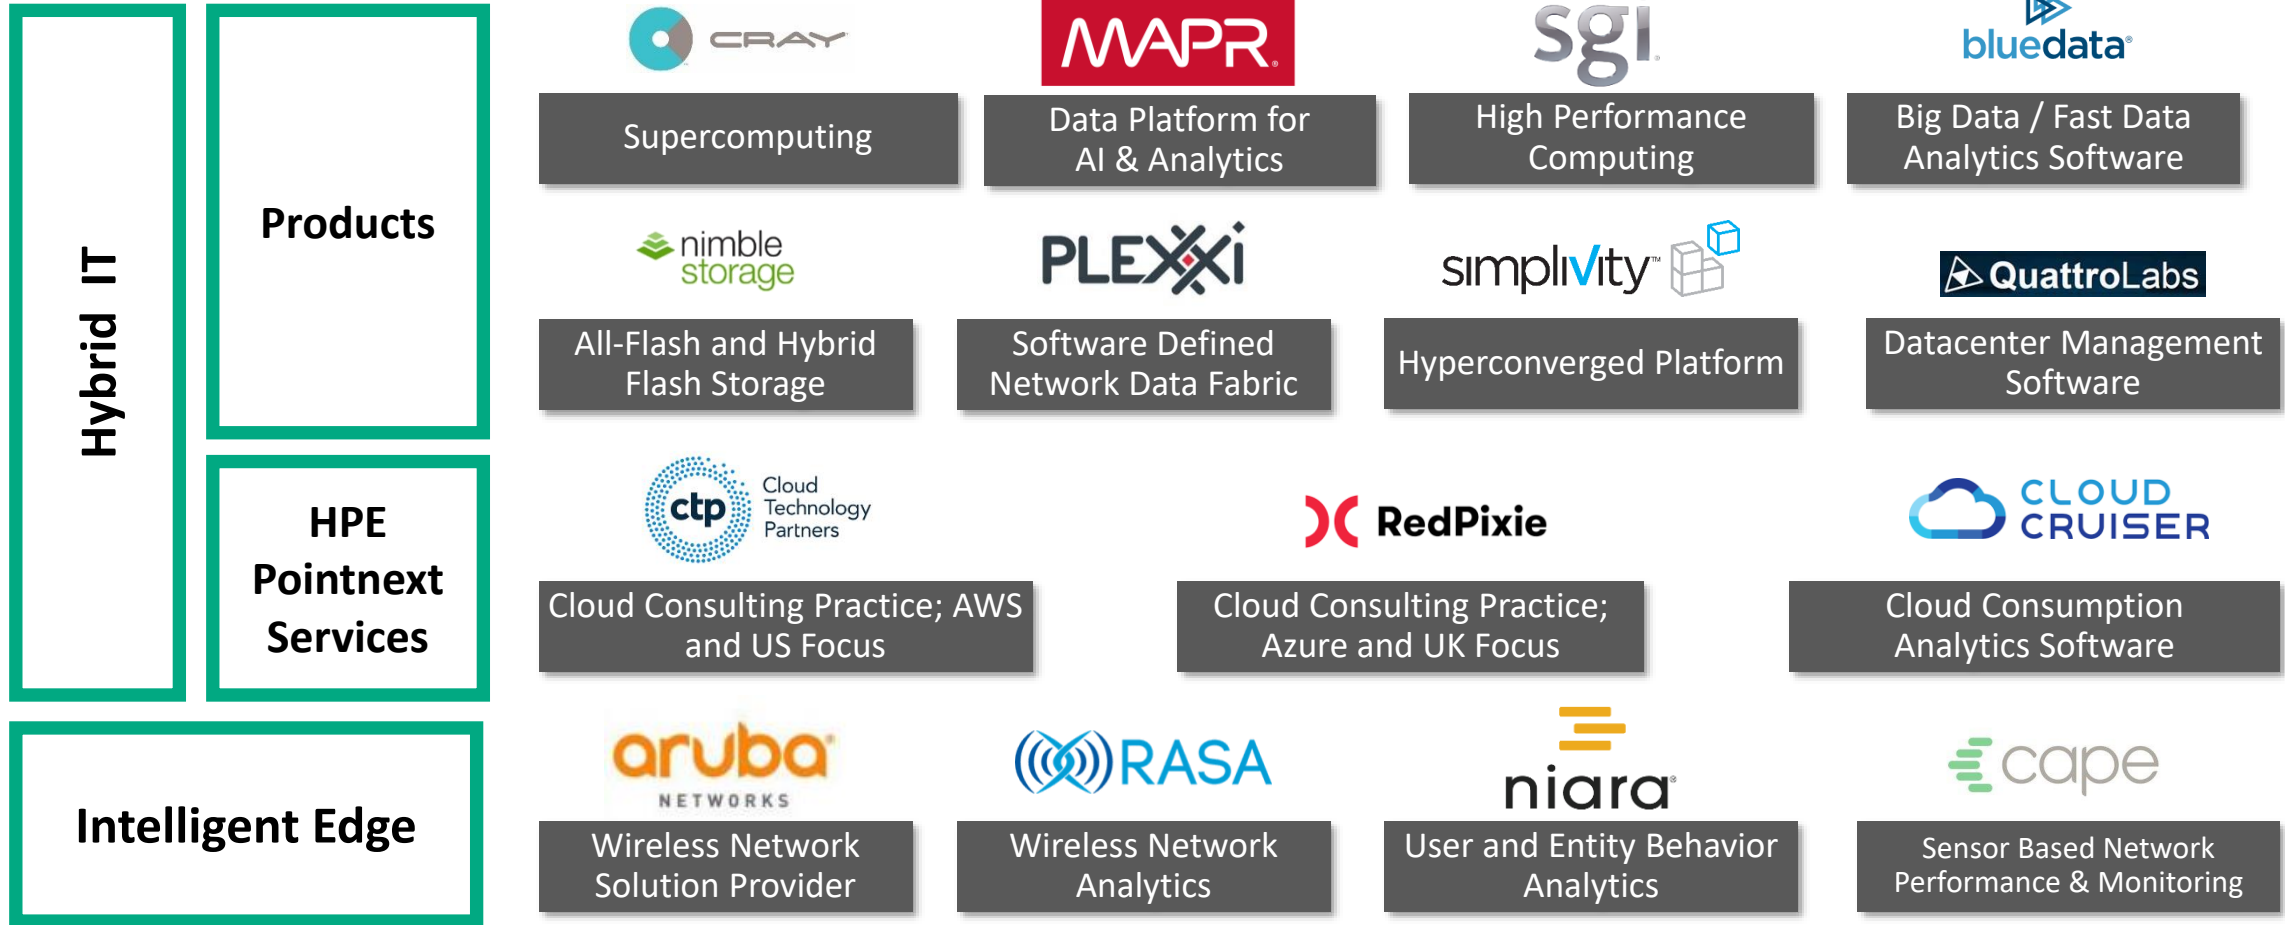 Hybrid IT
Products
CRAY
MAPR®
sgi
bluedata®
Supercomputing
Data Platform for
AI & Analytics
High Performance
Computing
Big Data / Fast Data
Analytics Software
nimble
storage
PLEXXi
simplivity™
QuattroLabs
All-Flash and Hybrid
Flash Storage
Software Defined
Network Data Fabric
Hyperconverged Platform
Datacenter Management
Software
HPE
Pointnext
Services
ctp
Cloud
Technology
Partners
RedPixie
CLOUD
CRUISER
Cloud Consulting Practice; AWS
and US Focus
Cloud Consulting Practice;
Azure and UK Focus
Cloud Consumption
Analytics Software
Intelligent Edge
aruba®
NETWORKS
RASA
niara®
cape
Wireless Network
Solution Provider
Wireless Network
Analytics
User and Entity Behavior
Analytics
Sensor Based Network
Performance & Monitoring